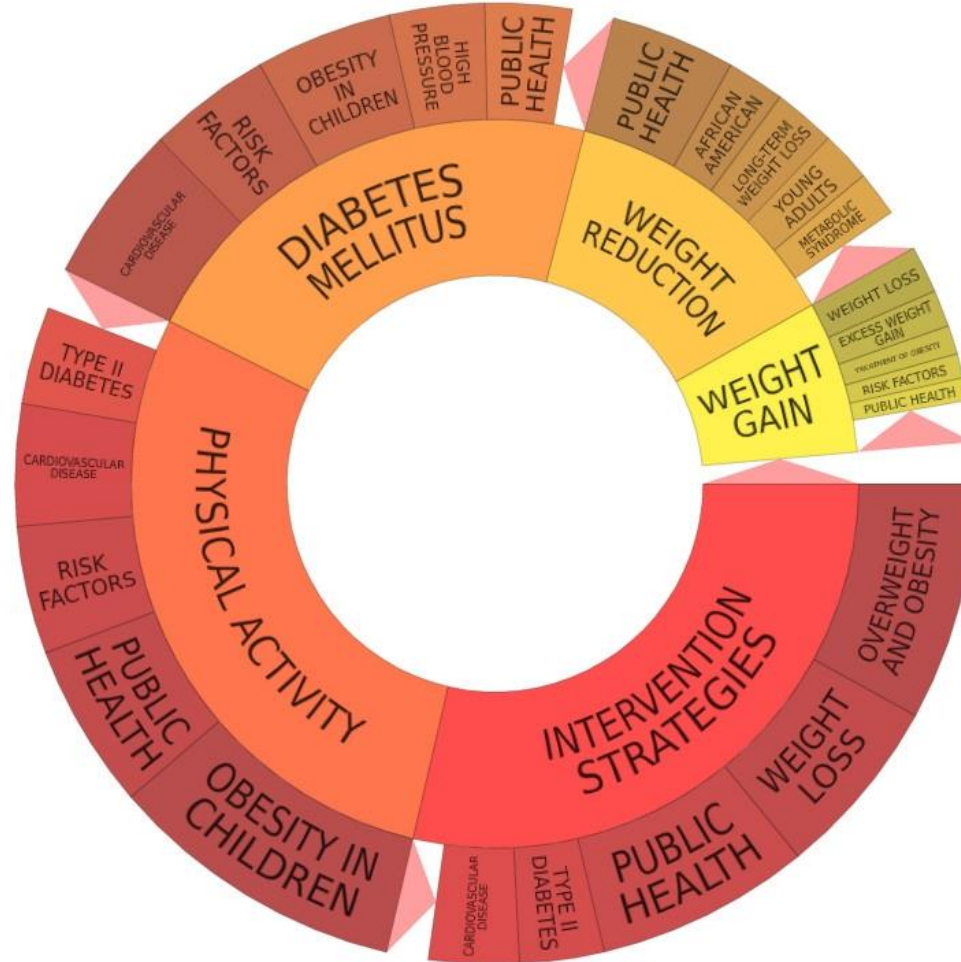 DIABETES
MELLITUS
CARDIOVASCULAR
DISEASE
RISK
FACTORS
OBESITY
IN
CHILDREN
HIGH
BLOOD
PRESSURE
PUBLIC
HEALTH
WEIGHT
REDUCTION
PUBLIC
HEALTH
AFRICAN
AMERICAN
LONG-TERM
WEIGHT LOSS
YOUNG
ADULTS
METABOLIC
SYNDROME
WEIGHT
GAIN
WEIGHT LOSS
EXCESS WEIGHT
GAIN
TREATMENT OF OBESITY
RISK FACTORS
PUBLIC HEALTH
INTERVENTION
STRATEGIES
OVERWEIGHT
AND OBESITY
WEIGHT
LOSS
PUBLIC
HEALTH
TYPE II
DIABETES
CARDIOVASCULAR
DISEASE
PHYSICAL ACTIVITY
OBESITY IN
CHILDREN
PUBLIC
HEALTH
RISK
FACTORS
CARDIOVASCULAR
DISEASE
TYPE II
DIABETES